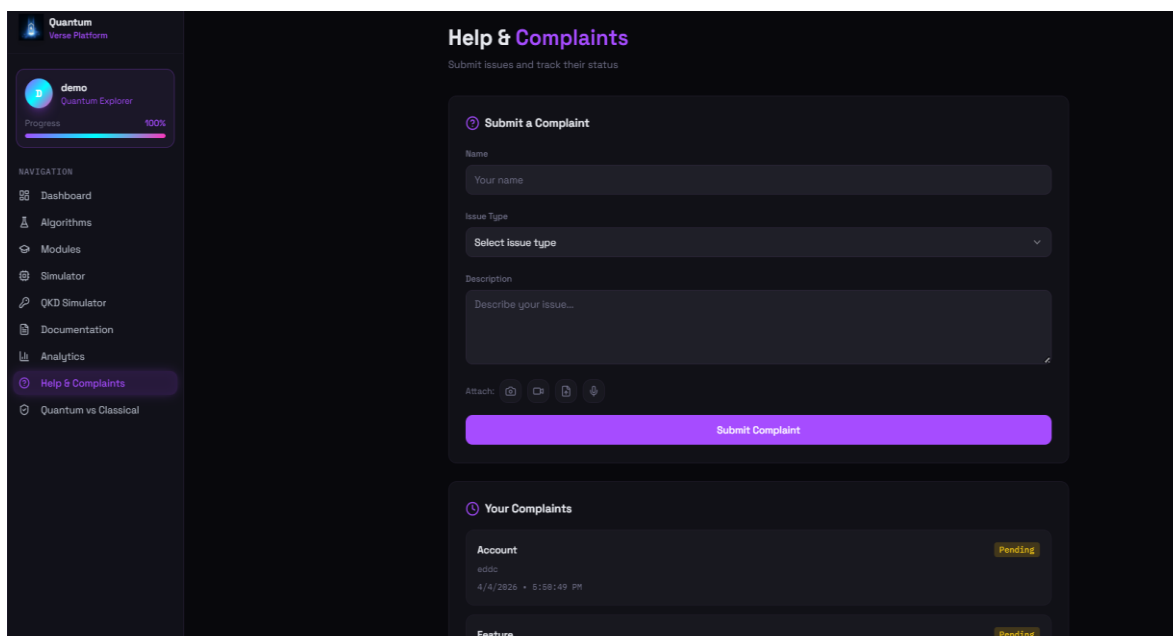 Quantum
Verse Platform
D
demo
Quantum Explorer
Progress 100%
NAVIGATION
Dashboard
Algorithms
Modules
Simulator
QKD Simulator
Documentation
Analytics
Help & Complaints
Quantum vs Classical
Help & Complaints
Submit issues and track their status
Submit a Complaint
Name
Your name
Issue Type
Select issue type
Description
Describe your issue...
Attach:
Submit Complaint
Your Complaints
Account Pending
eddc
4/4/2026 • 5:50:49 PM
Feature Pending